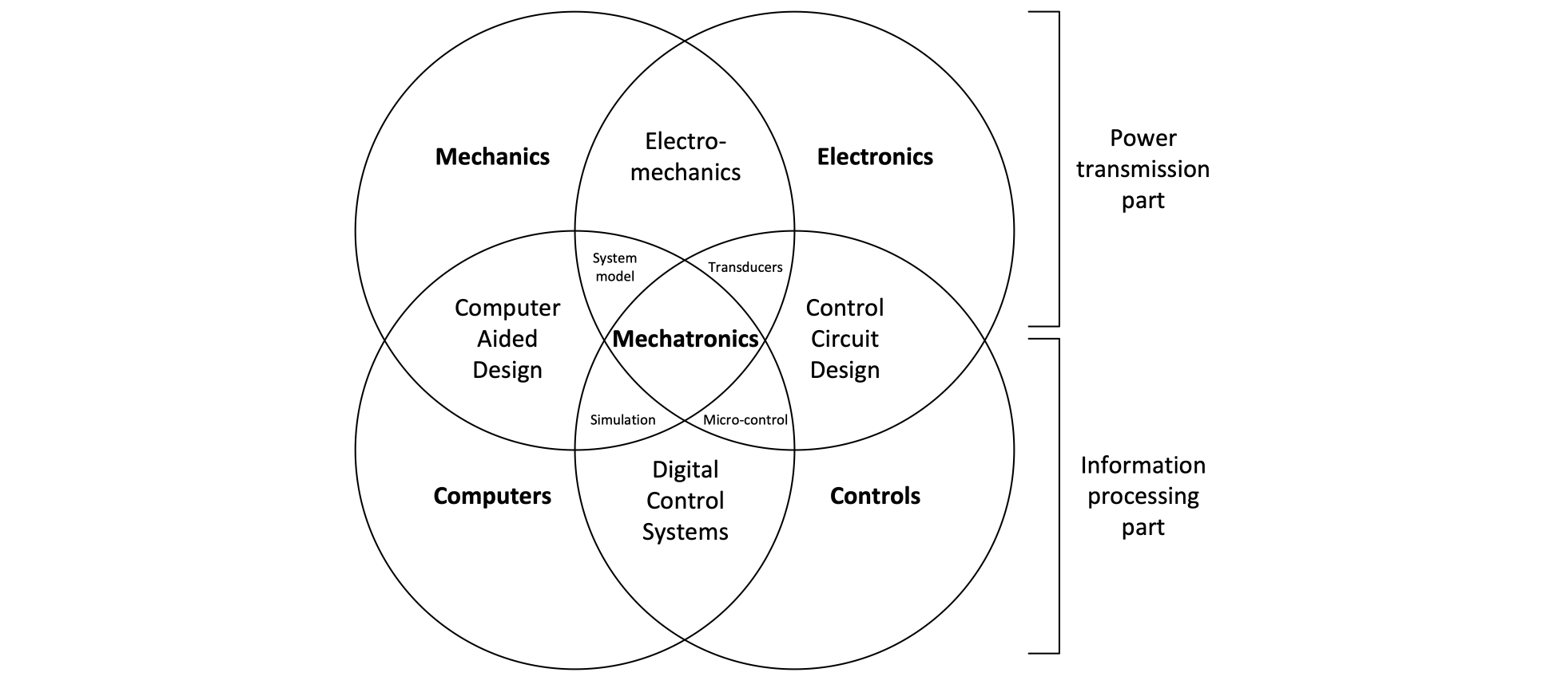 Mechanics
Electro-
mechanics
Electronics
Power
transmission
part
System
model
Transducers
Computer
Aided
Design
Mechatronics
Control
Circuit
Design
Simulation
Micro-control
Computers
Digital
Control
Systems
Controls
Information
processing
part